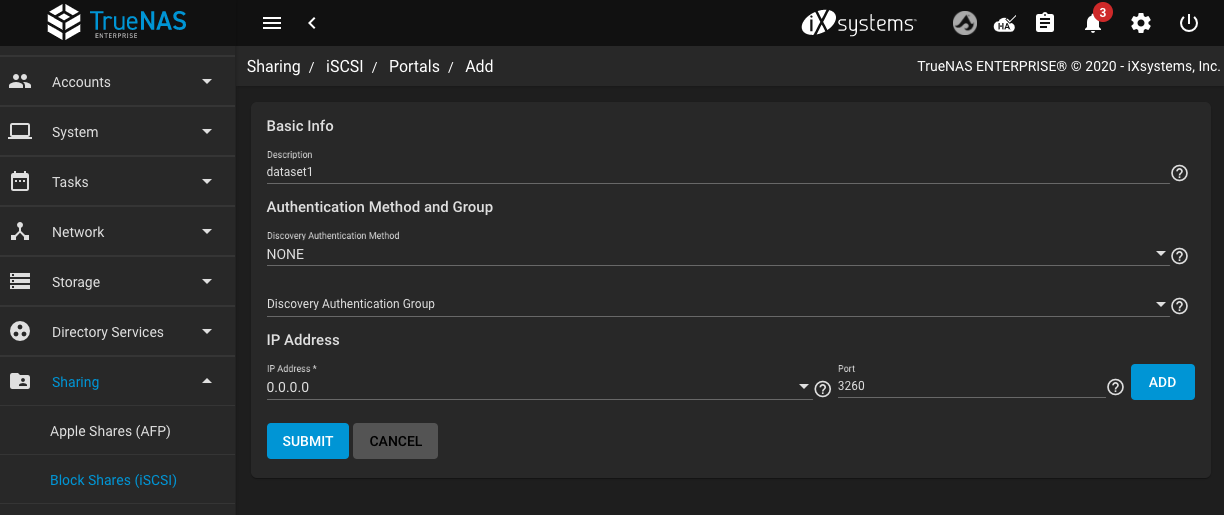 TrueNAS
ENTERPRISE
iXsystems
HA
3
Sharing / iSCSI / Portals / Add
TrueNAS ENTERPRISE® © 2020 - iXsystems, Inc.
Accounts
System
Tasks
Network
Storage
Directory Services
Sharing
Apple Shares (AFP)
Block Shares (iSCSI)
Basic Info
Description
dataset1
Authentication Method and Group
Discovery Authentication Method
NONE
Discovery Authentication Group
IP Address
IP Address *
0.0.0.0
Port
3260
ADD
SUBMIT
CANCEL